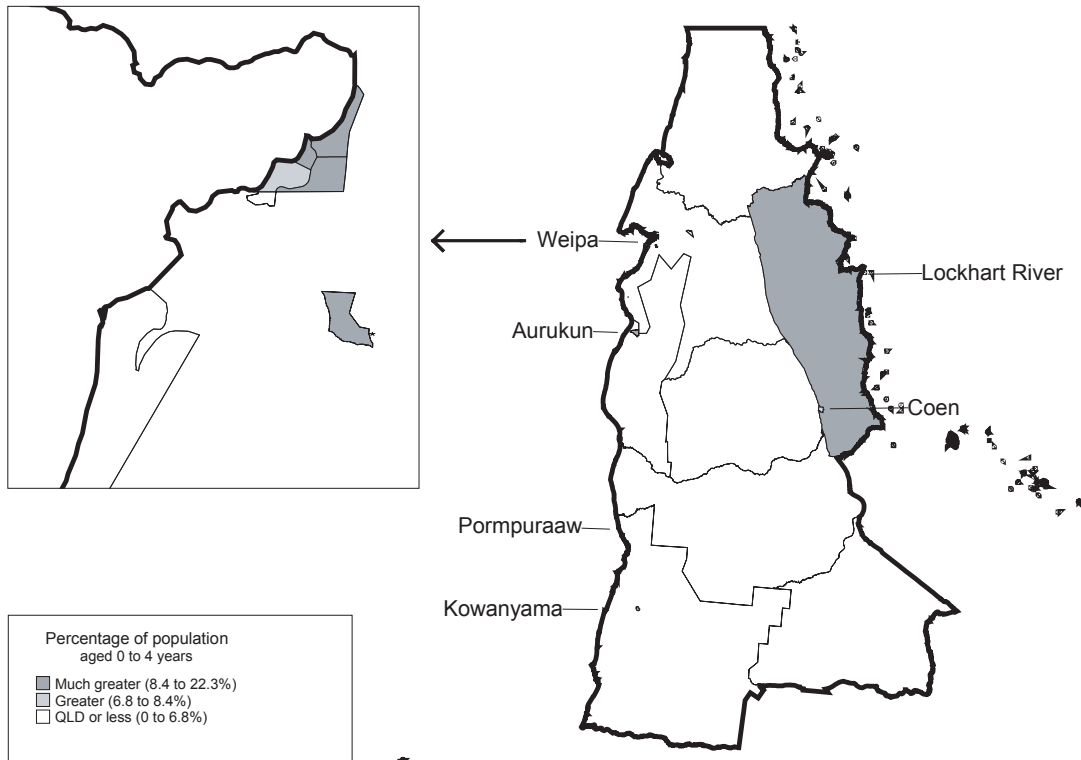 Weipa
Lockhart River
Aurukun
Coen
Pormpuraaw
Kowanyama
Percentage of population
aged 0 to 4 years
Much greater (8.4 to 22.3%)
Greater (6.8 to 8.4%)
QLD or less (0 to 6.8%)